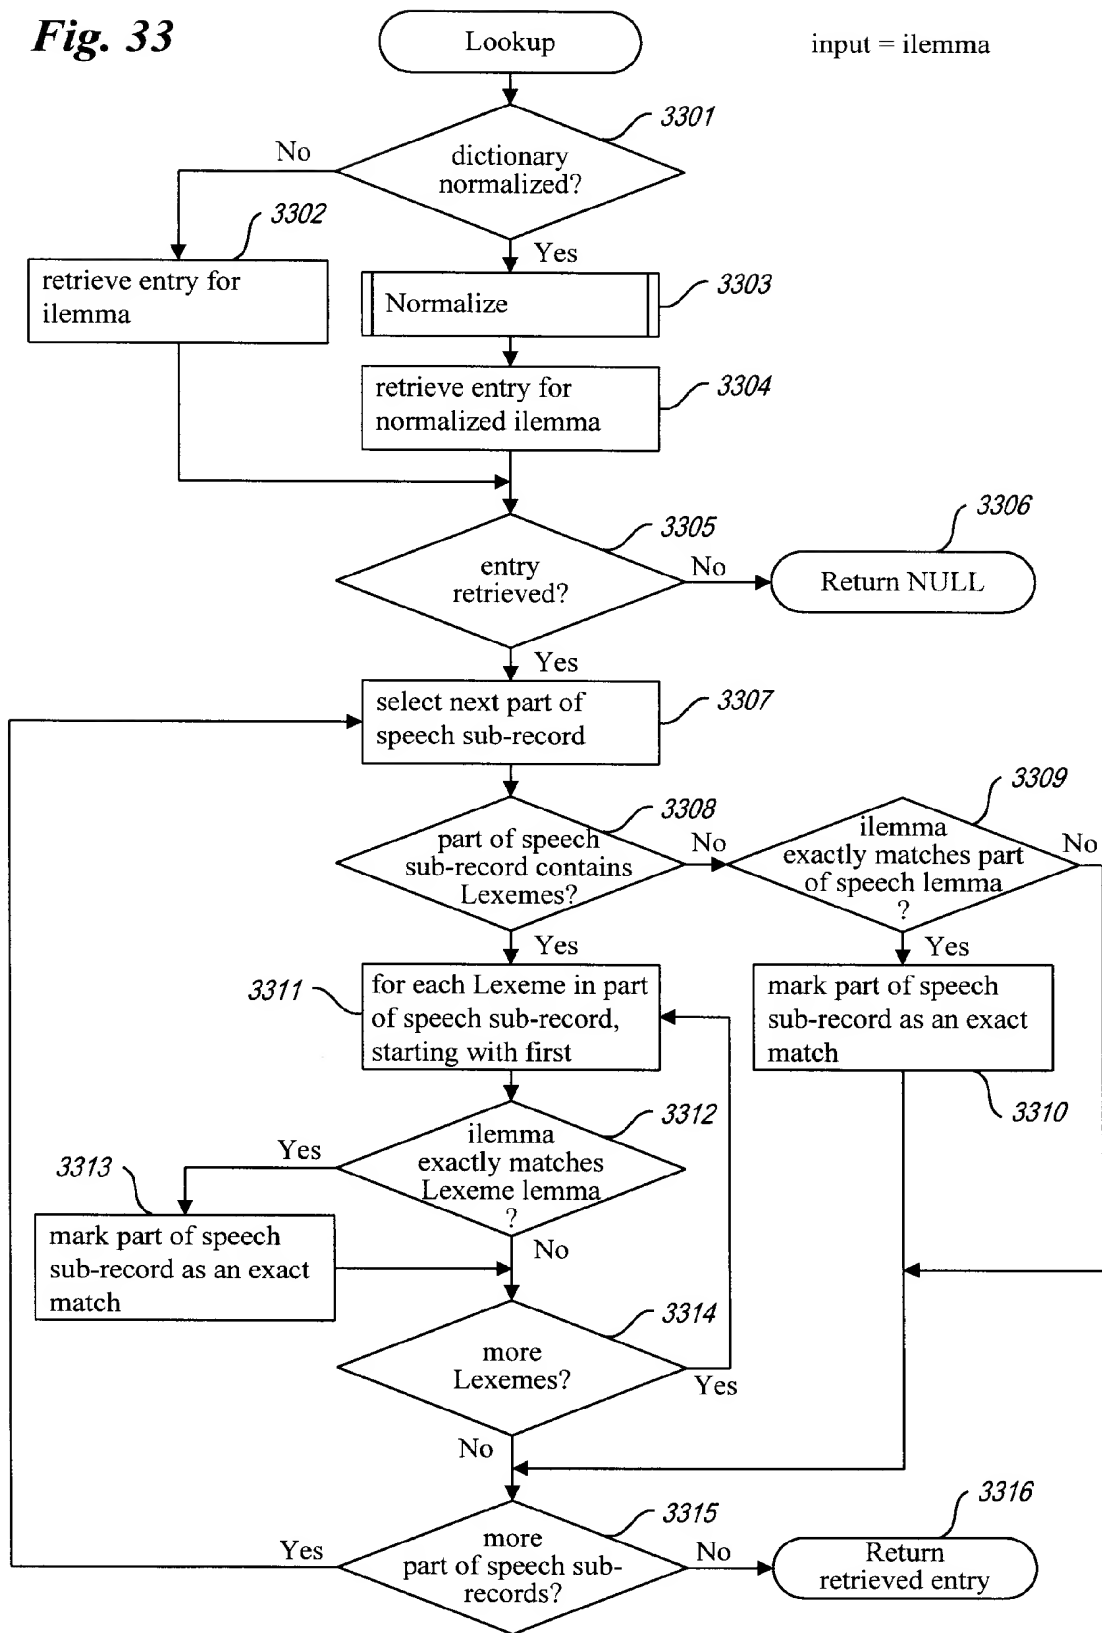 Fig. 33
Lookup
input = ilemma
3301
dictionary
normalized?
No
Yes
3302
retrieve entry for
ilemma
3303
Normalize
3304
retrieve entry for
normalized ilemma
3305
entry
retrieved?
No
3306
Return NULL
Yes
3307
select next part of
speech sub-record
3308
part of speech
sub-record contains
Lexemes?
No
3309
ilemma
exactly matches part
of speech lemma
?
No
Yes
Yes
3311
for each Lexeme in part
of speech sub-record,
starting with first
mark part of speech
sub-record as an exact
match
3310
3312
ilemma
exactly matches
Lexeme lemma
?
Yes
No
3313
mark part of speech
sub-record as an exact
match
3314
more
Lexemes?
Yes
No
3315
more
part of speech sub-
records?
Yes
No
3316
Return
retrieved entry